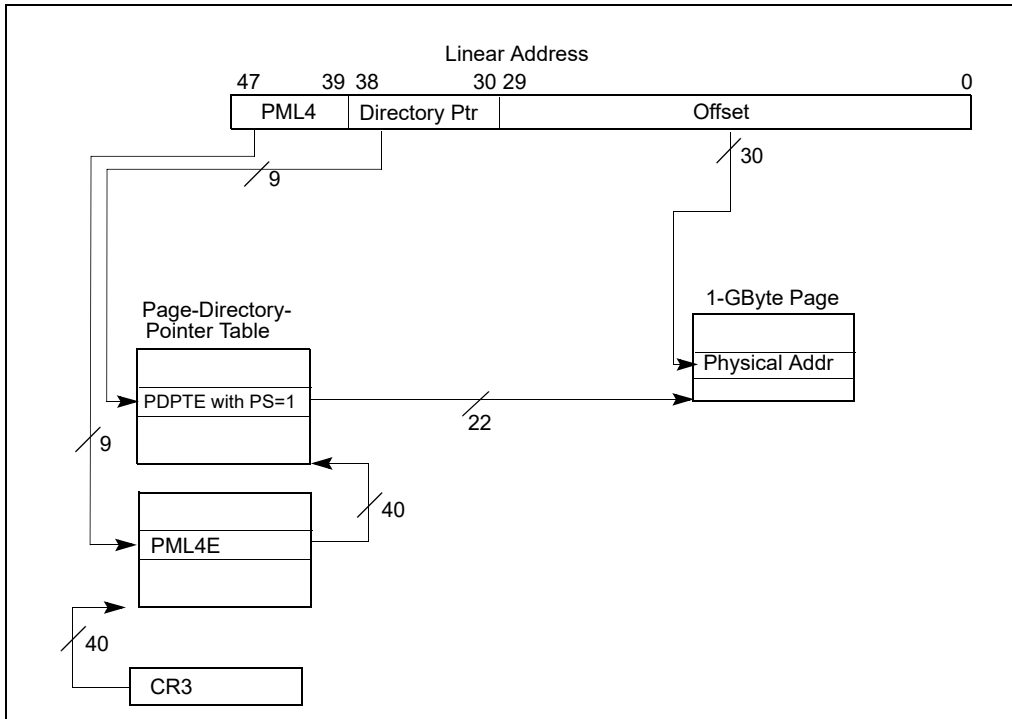 Linear Address
47 39 38 30 29 0
PML4 Directory Ptr Offset
9
30
Page-Directory-
Pointer Table
1-GByte Page
Physical Addr
PDPTE with PS=1
22
9
40
PML4E
40
CR3